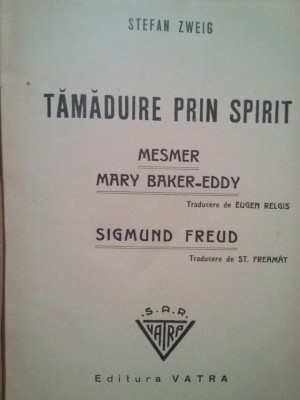 STEFAN ZWEIG
TĂMĂDUIRE PRIN SPIRIT
MESMER
MARY BAKER-EDDY
Traducere de EUGEN RELGIS
SIGMUND FREUD
Traducere de ST. FREAMĂT
S.A.R.
VATRA
Editura VATRA